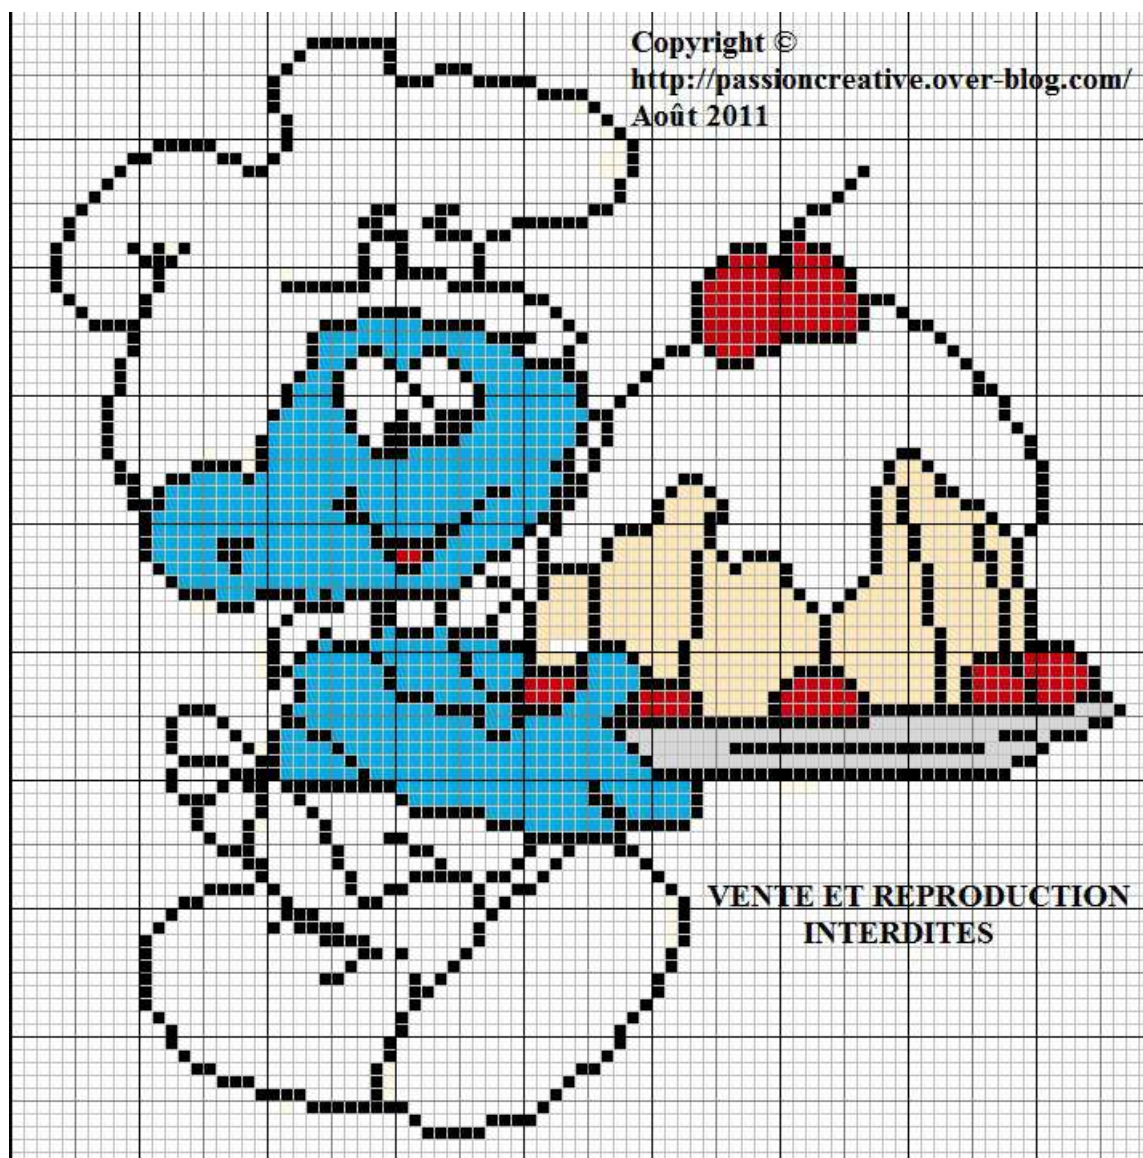 Copyright ©
http://passioncreative.over-blog.com/
Août 2011
VENTE ET REPRODUCTION
INTERDITES